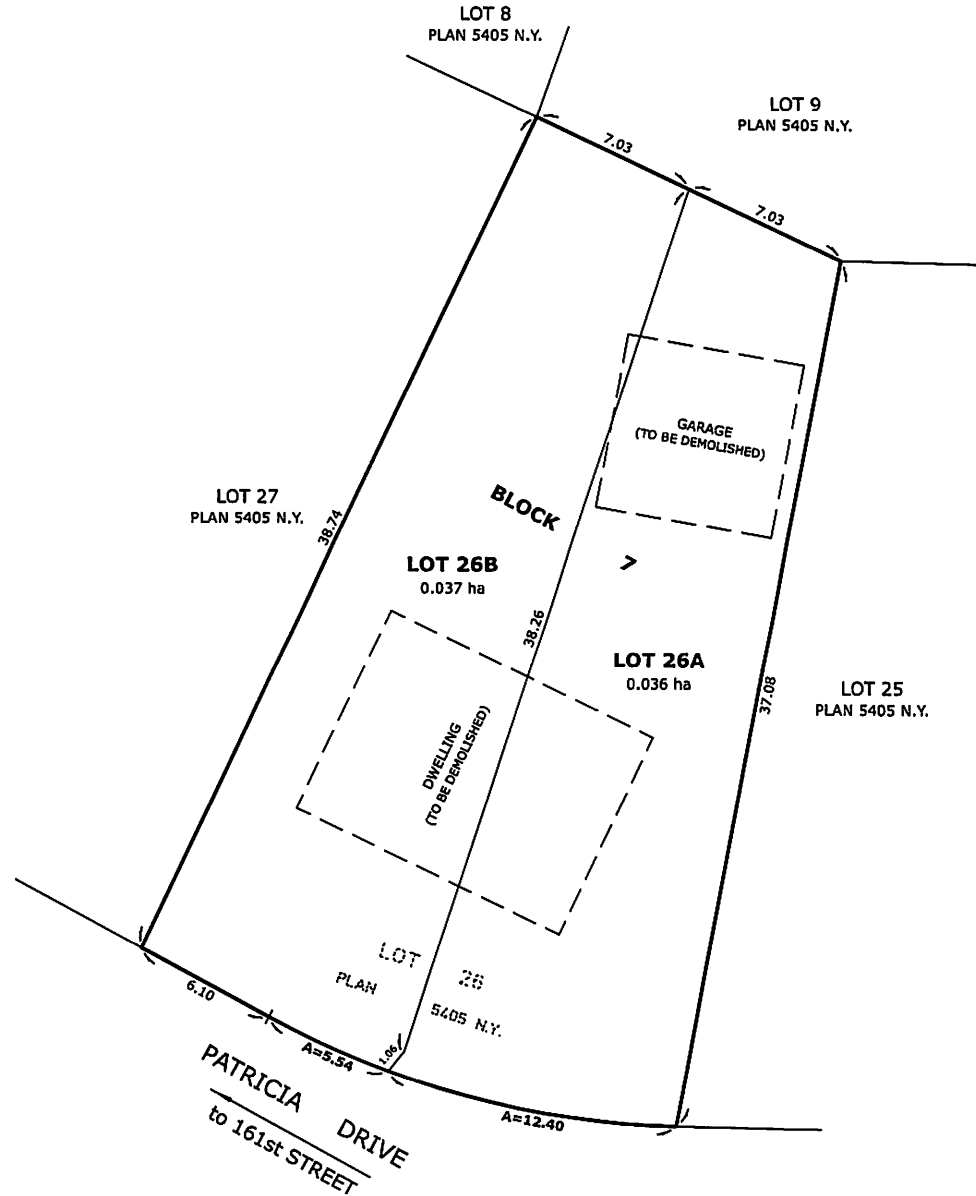 LOT 8
PLAN 5405 N.Y.
LOT 9
PLAN 5405 N.Y.
7.03
7.03
GARAGE
(TO BE DEMOLISHED)
LOT 27
PLAN 5405 N.Y.
38.74
BLOCK
7
LOT 26B
0.037 ha
38.26
LOT 26A
0.036 ha
37.08
LOT 25
PLAN 5405 N.Y.
DWELLING
(TO BE DEMOLISHED)
LOT 26
PLAN 5405 N.Y.
6.10
A=5.54
1.06
A=12.40
PATRICIA DRIVE
to 161st STREET